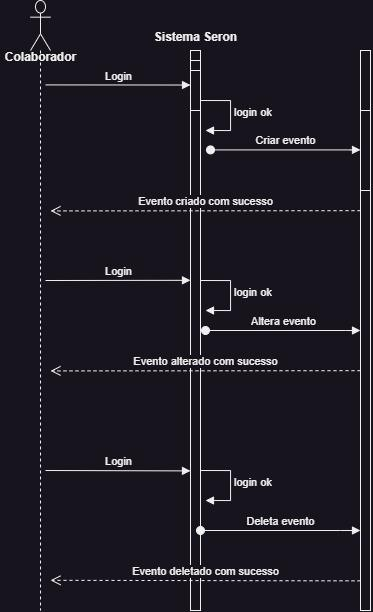 Sistema Seron
Colaborador
Login
login ok
Criar evento
Evento criado com sucesso
Login
login ok
Altera evento
Evento alterado com sucesso
Login
login ok
Deleta evento
Evento deletado com sucesso